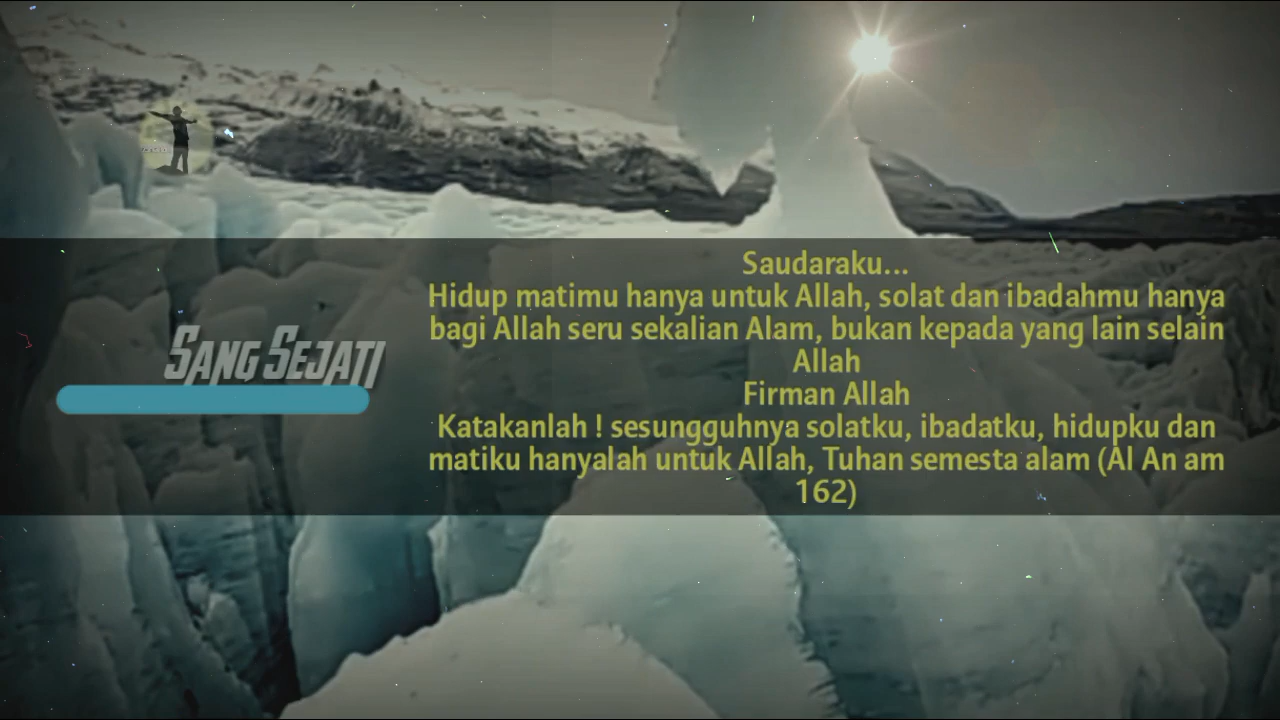 Sang Sejati
Saudaraku...
Hidup matimu hanya untuk Allah, solat dan ibadahmu hanya
bagi Allah seru sekalian Alam, bukan kepada yang lain selain
Allah
Firman Allah
Katakanlah ! sesungguhnya solatku, ibadatku, hidupku dan
matiku hanyalah untuk Allah, Tuhan semesta alam (Al An am
162)